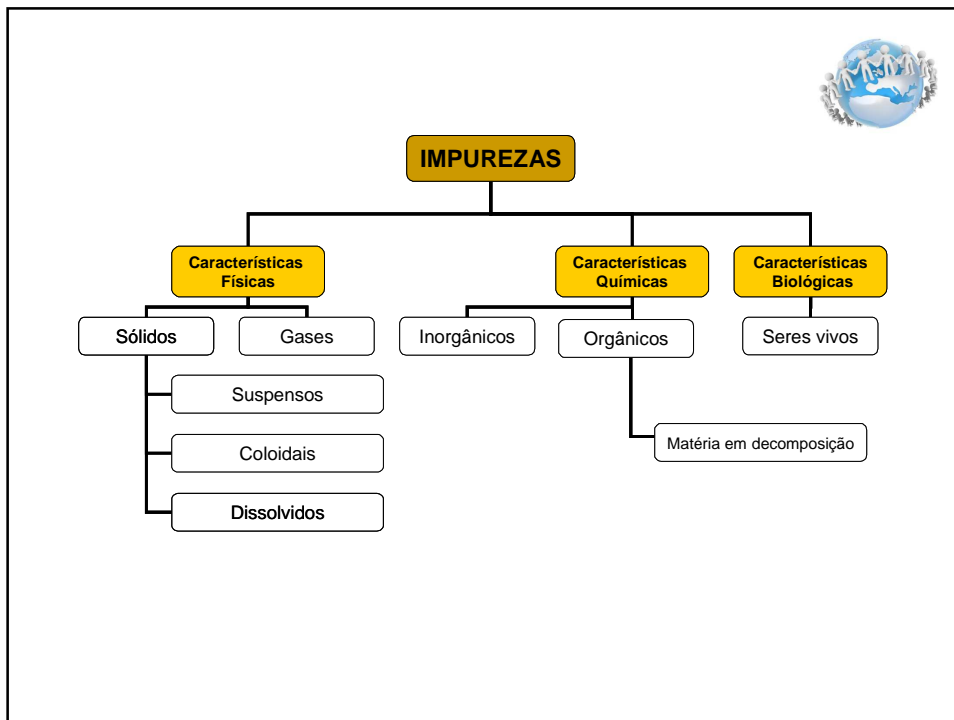 IMPUREZAS
Características
Físicas
Características
Químicas
Características
Biológicas
Sólidos
Gases
Inorgânicos
Orgânicos
Seres vivos
Suspensos
Coloidais
Matéria em decomposição
Dissolvidos